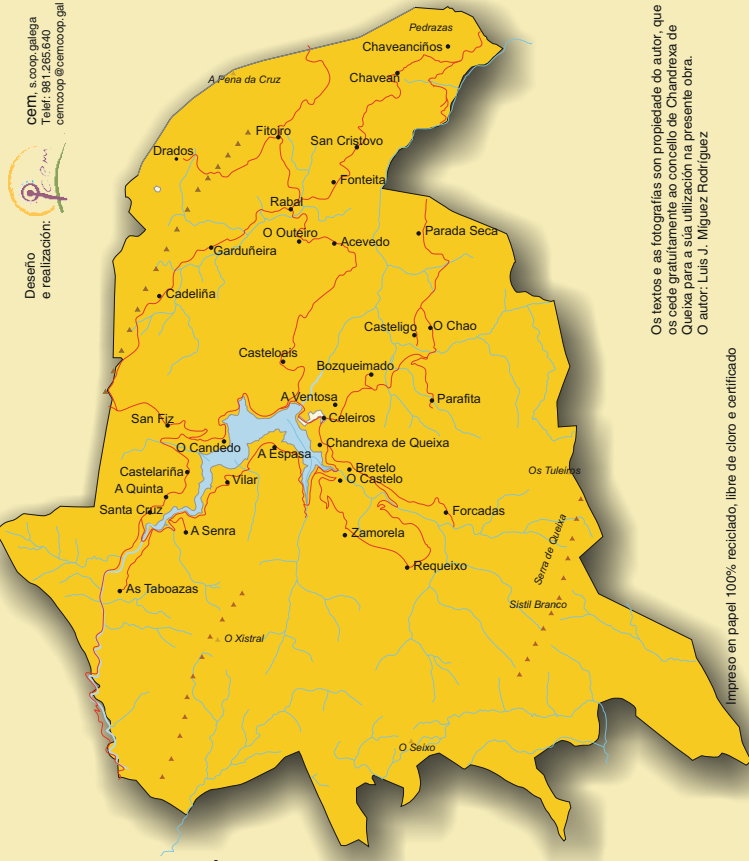 cem, s.coop.galega
Telef: 981.265.640
cemcoop@cemcoop.gal
Deseño
e realización:
cem
Pedrazas
Chaveanciños
Chavean
A Pena da Cruz
Fitoiro
San Cristovo
Drados
Fonteita
Rabal
O Outeiro
Acevedo
Parada Seca
Garduñeira
Cadeliña
Casteligo
O Chao
Casteloais
Bozqueimado
A Ventosa
Parafita
San Fiz
Celeiros
O Candedo
A Espasa
Chandrexa de Queixa
Castelariña
Vilar
Bretelo
O Castelo
Os Tuleiros
A Quinta
Santa Cruz
Forcadas
A Senra
Zamorela
Serra de Queixa
Requeixo
As Taboazas
Sistil Branco
O Xistral
O Seixo
Os textos e as fotografías son propiedade do autor, que
os cede gratuítamente ao concello de Chandrexa de
Queixa para a súa utilización na presente obra.
O autor: Luis J. Míguez Rodríguez
Impreso en papel 100% reciclado, libre de cloro e certificado